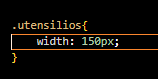 .utensilios{
width: 150px;
}